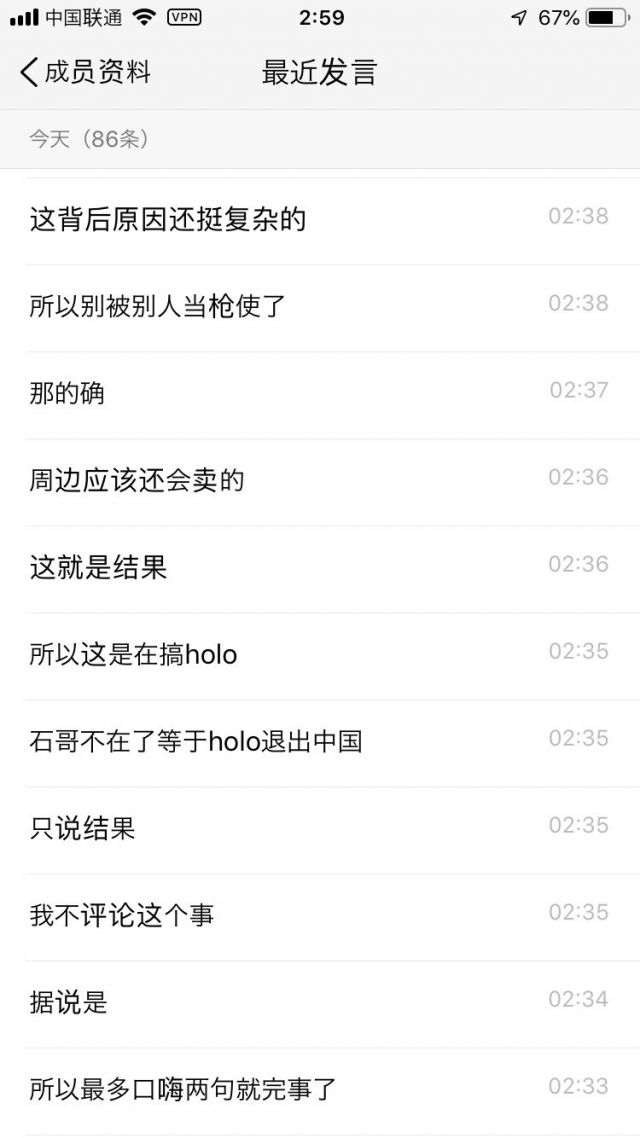 中国联通 VPN 2:59 67%
成员资料 最近发言
今天（86条）
这背后原因还挺复杂的 02:38
所以别被别人当枪使了 02:38
那的确 02:37
周边应该还会卖的 02:36
这就是结果 02:36
所以这是在搞holo 02:35
石哥不在了等于holo退出中国 02:35
只说结果 02:35
我不评论这个事 02:35
据说是 02:34
所以最多口嗨两句就完事了 02:33